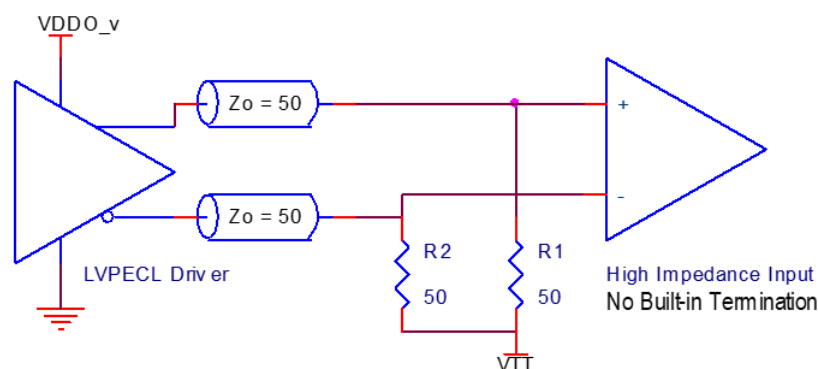 VDDO_v
Zo = 50
+
-
Zo = 50
LVPECL Driver
R2
50
R1
50
High Impedance Input
No Built-in Termination
VTT